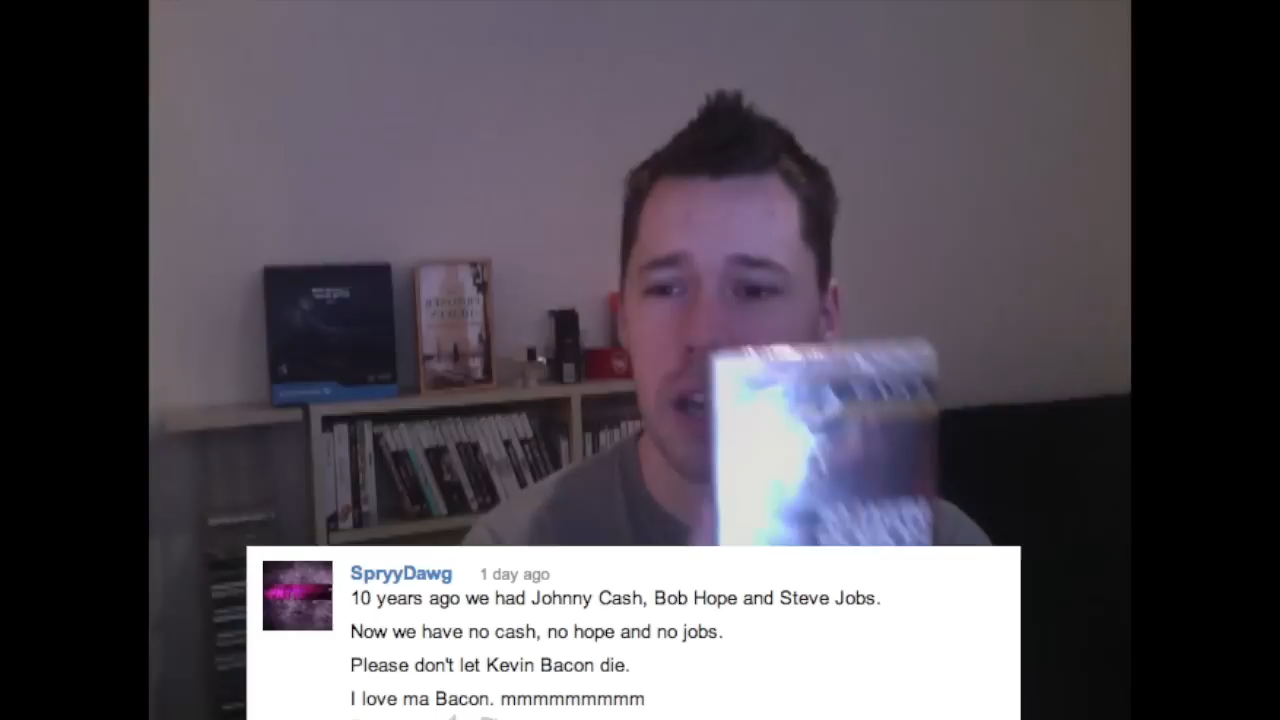 SpryyDawg 1 day ago
10 years ago we had Johnny Cash, Bob Hope and Steve Jobs.
Now we have no cash, no hope and no jobs.
Please don't let Kevin Bacon die.
I love ma Bacon. mmmmmmmmm